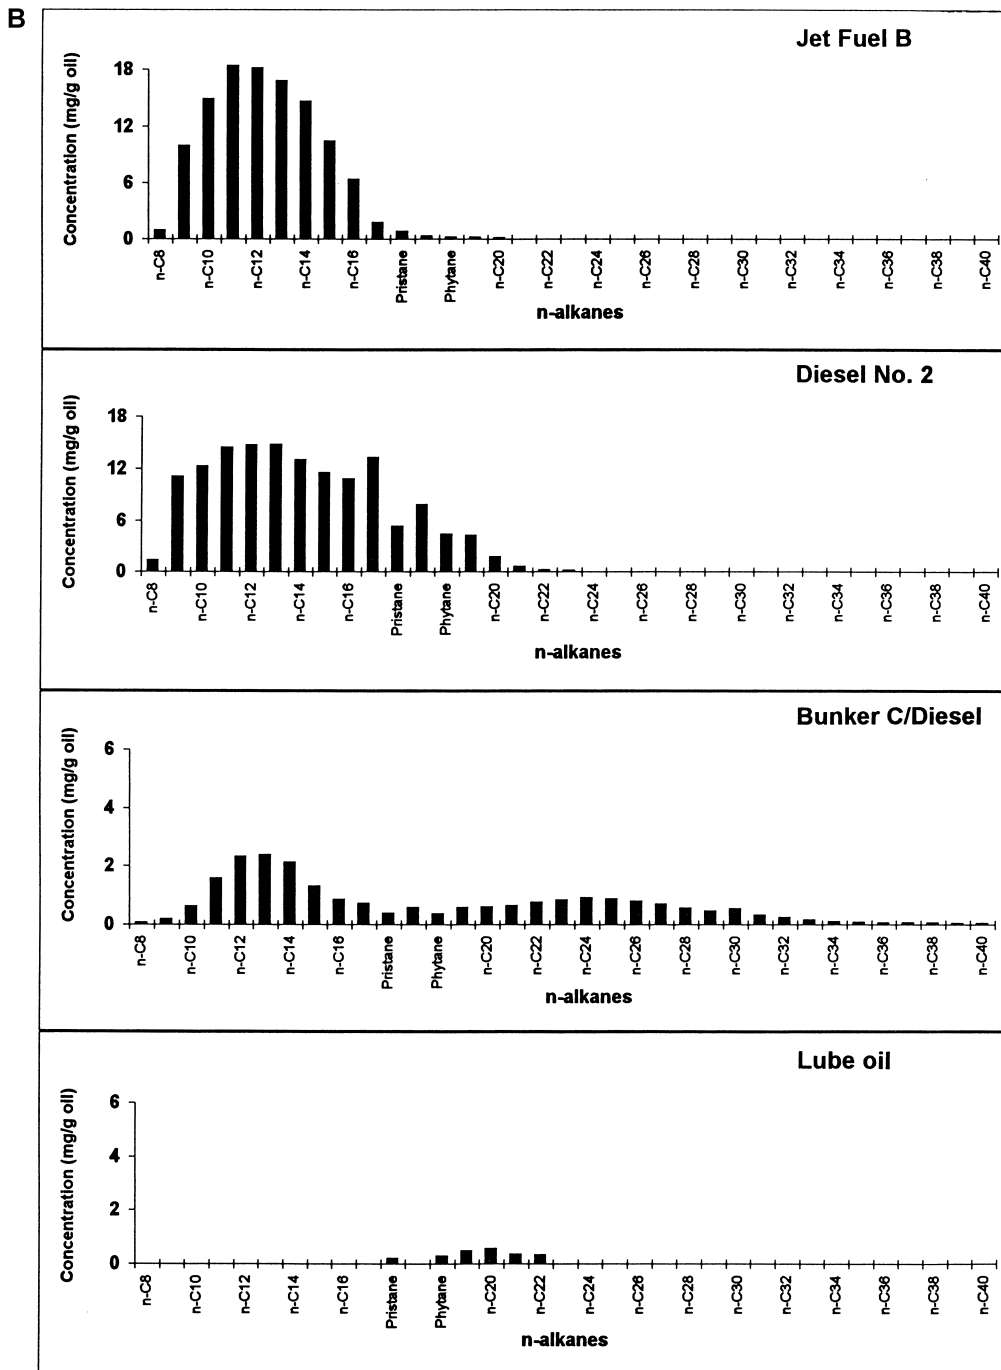 B
Jet Fuel B
Concentration (mg/g oil)
18
12
6
0
n-C8 n-C10 n-C12 n-C14 n-C16 Pristane Phytane n-C20 n-C22 n-C24 n-C26 n-C28 n-C30 n-C32 n-C34 n-C36 n-C38 n-C40
n-alkanes
Diesel No. 2
Concentration (mg/g oil)
18
12
6
0
n-C8 n-C10 n-C12 n-C14 n-C16 Pristane Phytane n-C20 n-C22 n-C24 n-C26 n-C28 n-C30 n-C32 n-C34 n-C36 n-C38 n-C40
n-alkanes
Bunker C/Diesel
Concentration (mg/g oil)
6
4
2
0
n-C8 n-C10 n-C12 n-C14 n-C16 Pristane Phytane n-C20 n-C22 n-C24 n-C26 n-C28 n-C30 n-C32 n-C34 n-C36 n-C38 n-C40
n-alkanes
Lube oil
Concentration (mg/g oil)
6
4
2
0
n-C8 n-C10 n-C12 n-C14 n-C16 Pristane Phytane n-C20 n-C22 n-C24 n-C26 n-C28 n-C30 n-C32 n-C34 n-C36 n-C38 n-C40
n-alkanes